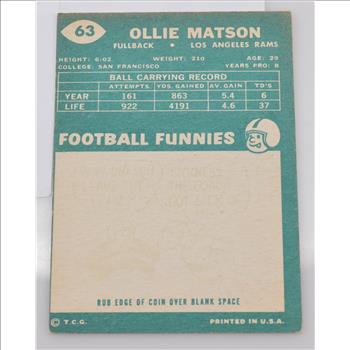 63
OLLIE MATSON
FULLBACK • LOS ANGELES RAMS
HEIGHT: 6:02 WEIGHT: 210 AGE: 29
COLLEGE: SAN FRANCISCO YEARS PRO: 8
BALL CARRYING RECORD
ATTEMPTS. YDS. GAINED AV. GAIN TD'S
YEAR 161 863 5.4 6
LIFE 922 4191 4.6 37
FOOTBALL FUNNIES
RUB EDGE OF COIN OVER BLANK SPACE
© T.C.G. PRINTED IN U.S.A.